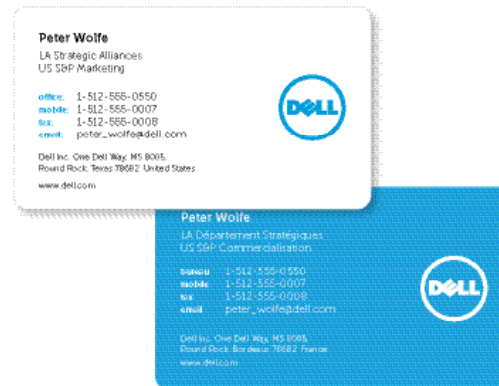 Peter Wolfe
LA Strategic Alliances
US S&P Marketing
office: 1-512-555-0550
mobile: 1-512-555-0007
fax: 1-512-555-0008
email: peter_wolfe@dell.com
Dell Inc. One Dell Way, MS 8005,
Round Rock, Texas 78682 United States
www.dell.com
DELL
Peter Wolfe
LA Département Stratégiques
US S&P Commercialisation
bureau 1-512-555-0550
mobile 1-512-555-0007
fax 1-512-555-0008
email peter_wolfe@dell.com
Dell Inc. One Dell Way, MS 8005,
Round Rock, Bordeaux 78682 France
www.dell.com
DELL